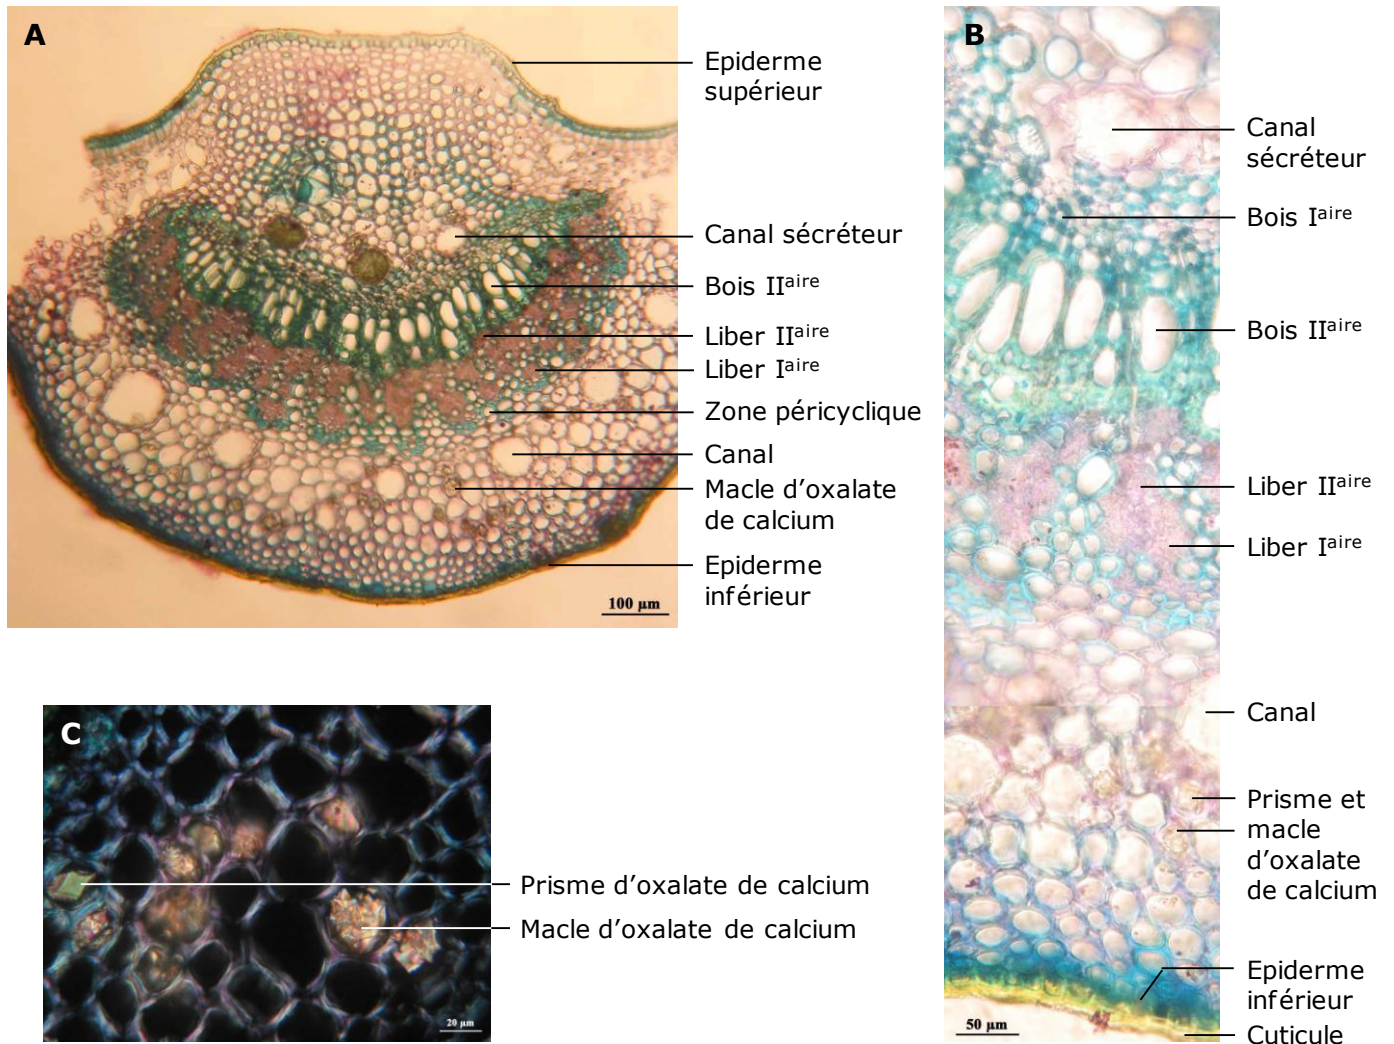 A
Epiderme
supérieur
Canal sécréteur
Bois IIaire
Liber IIaire
Liber Iaire
Zone péricyclique
Canal
Macle d'oxalate
de calcium
Epiderme
inférieur
100 µm
B
Canal
sécréteur
Bois Iaire
Bois IIaire
Liber IIaire
Liber Iaire
Canal
Prisme et
macle
d'oxalate
de calcium
Epiderme
inférieur
Cuticule
50 µm
C
Prisme d'oxalate de calcium
Macle d'oxalate de calcium
20 µm